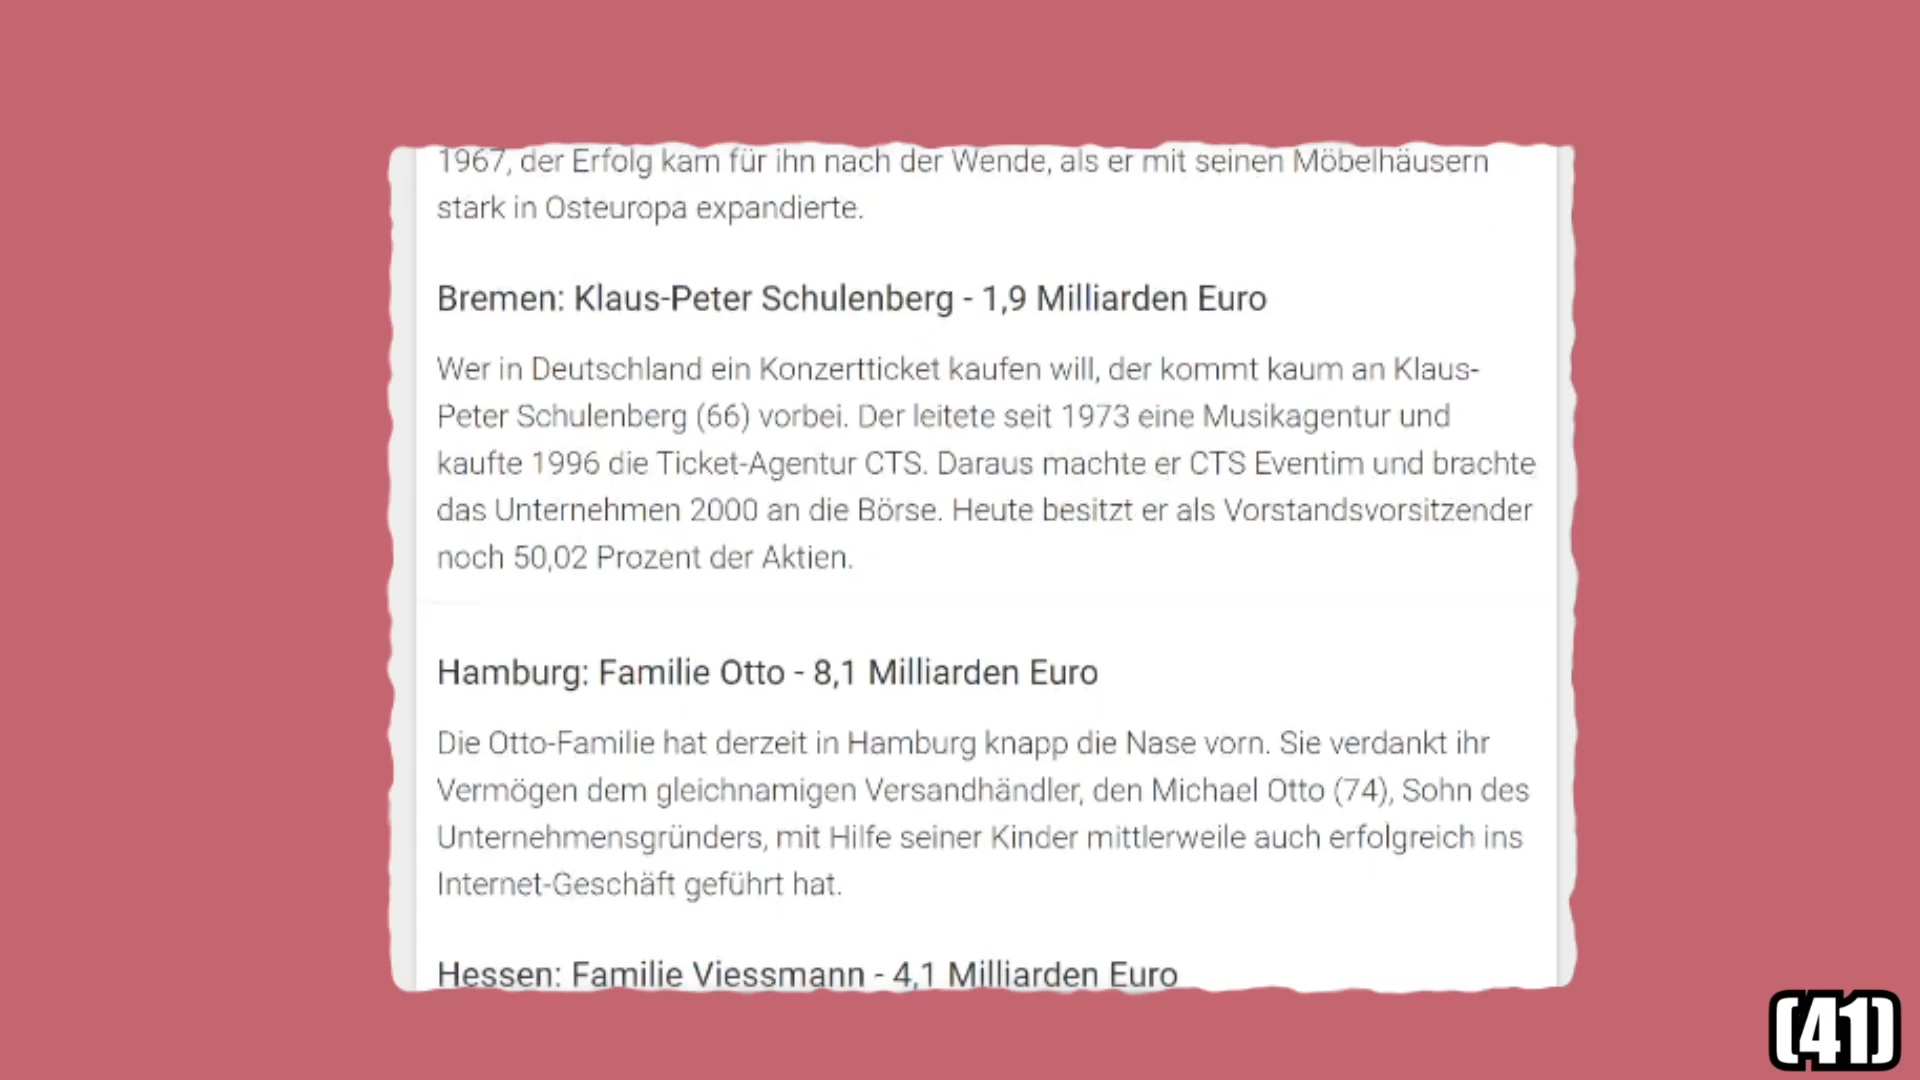 1967, der Erfolg kam für ihn nach der Wende, als er mit seinen Möbelhäusern
stark in Osteuropa expandierte.
Bremen: Klaus-Peter Schulenberg - 1,9 Milliarden Euro
Wer in Deutschland ein Konzertticket kaufen will, der kommt kaum an Klaus-
Peter Schulenberg (66) vorbei. Der leitete seit 1973 eine Musikagentur und
kaufte 1996 die Ticket-Agentur CTS. Daraus machte er CTS Eventim und brachte
das Unternehmen 2000 an die Börse. Heute besitzt er als Vorstandsvorsitzender
noch 50,02 Prozent der Aktien.
Hamburg: Familie Otto - 8,1 Milliarden Euro
Die Otto-Familie hat derzeit in Hamburg knapp die Nase vorn. Sie verdankt ihr
Vermögen dem gleichnamigen Versandhändler, den Michael Otto (74), Sohn des
Unternehmensgründers, mit Hilfe seiner Kinder mittlerweile auch erfolgreich ins
Internet-Geschäft geführt hat.
Hessen: Familie Viessmann - 4,1 Milliarden Euro
(41)